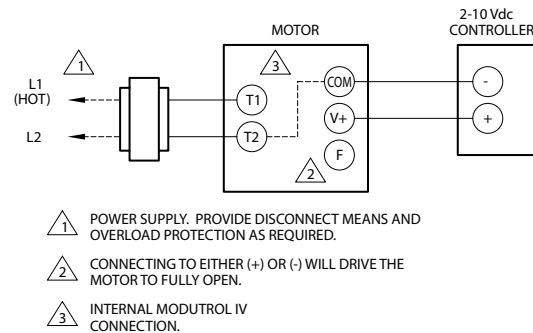 2-10 Vdc
CONTROLLER
MOTOR
1
3
L1
(HOT)
L2
T1
T2
COM
V+
F
2
-
+
1 POWER SUPPLY. PROVIDE DISCONNECT MEANS AND
OVERLOAD PROTECTION AS REQUIRED.
2 CONNECTING TO EITHER (+) OR (-) WILL DRIVE THE
MOTOR TO FULLY OPEN.
3 INTERNAL MODUTROL IV
CONNECTION.